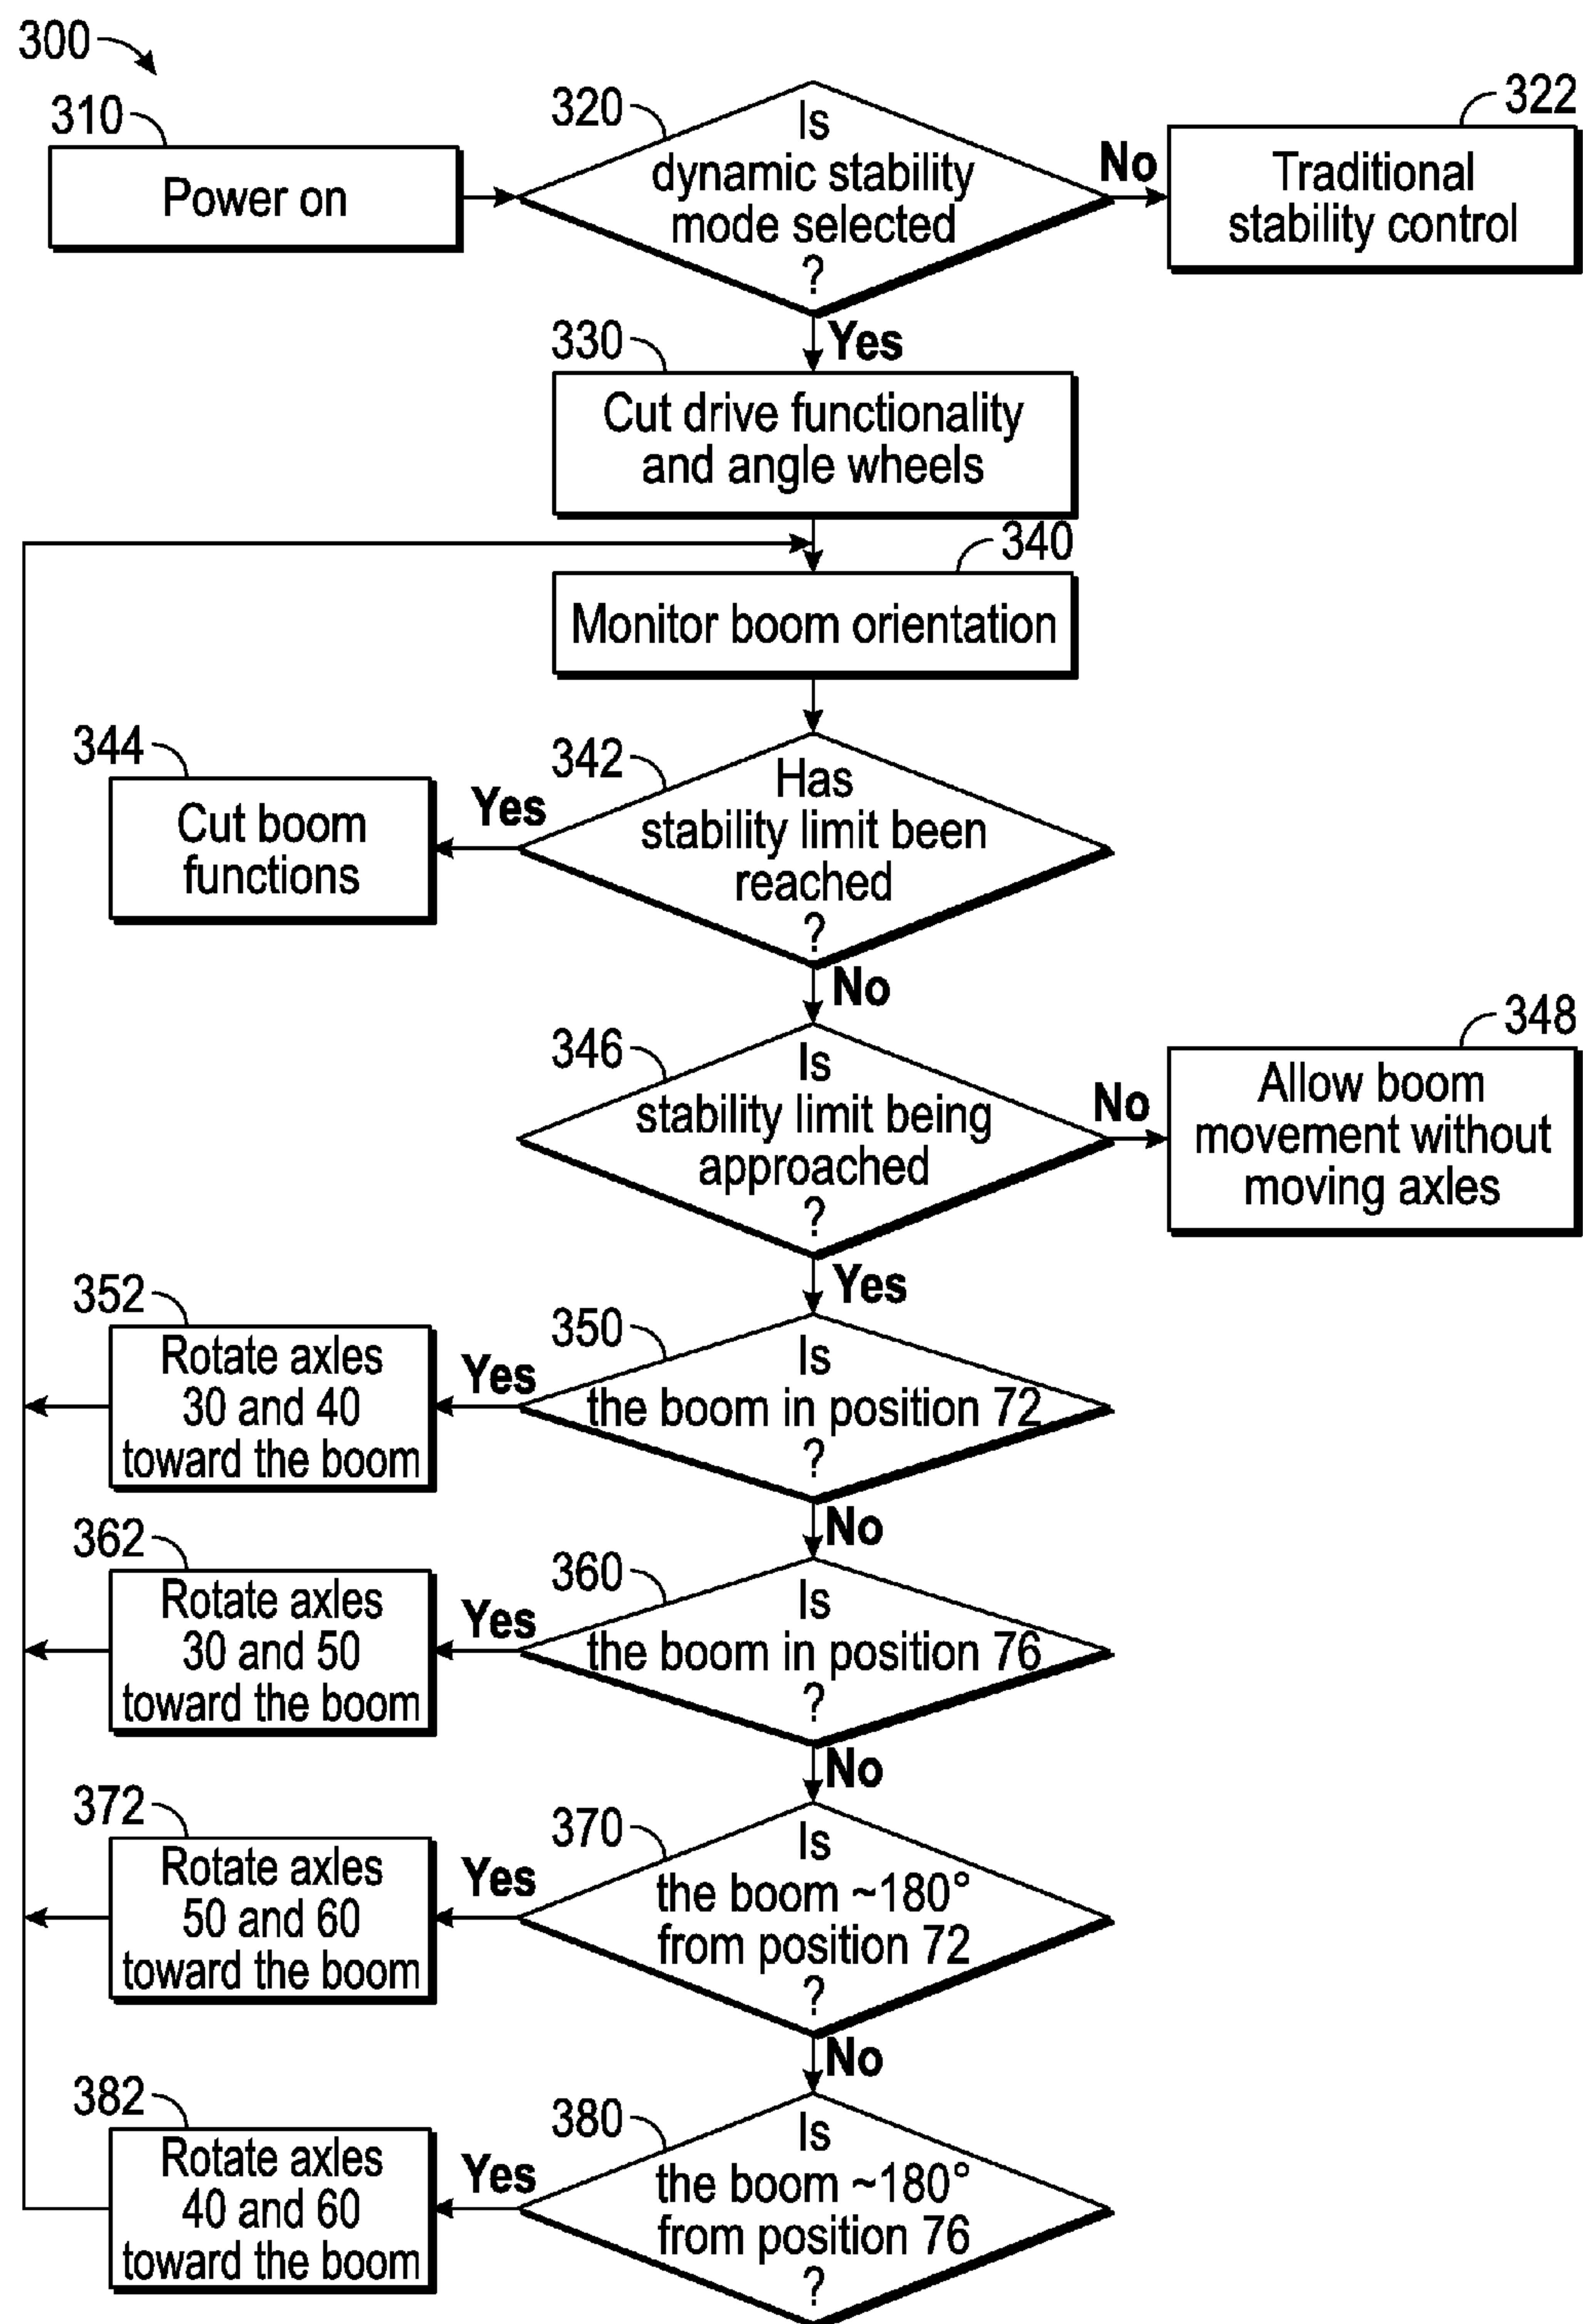 300
310
Power on
320
Is
dynamic stability
mode selected
?
No
322
Traditional
stability control
Yes
330
Cut drive functionality
and angle wheels
340
Monitor boom orientation
344
Cut boom
functions
Yes
342
Has
stability limit been
reached
?
No
346
Is
stability limit being
approached
?
No
348
Allow boom
movement without
moving axles
Yes
352
Rotate axles
30 and 40
toward the boom
Yes
350
Is
the boom in position 72
?
No
362
Rotate axles
30 and 50
toward the boom
Yes
360
Is
the boom in position 76
?
No
372
Rotate axles
50 and 60
toward the boom
Yes
370
Is
the boom ~180°
from position 72
?
No
382
Rotate axles
40 and 60
toward the boom
Yes
380
Is
the boom ~180°
from position 76
?